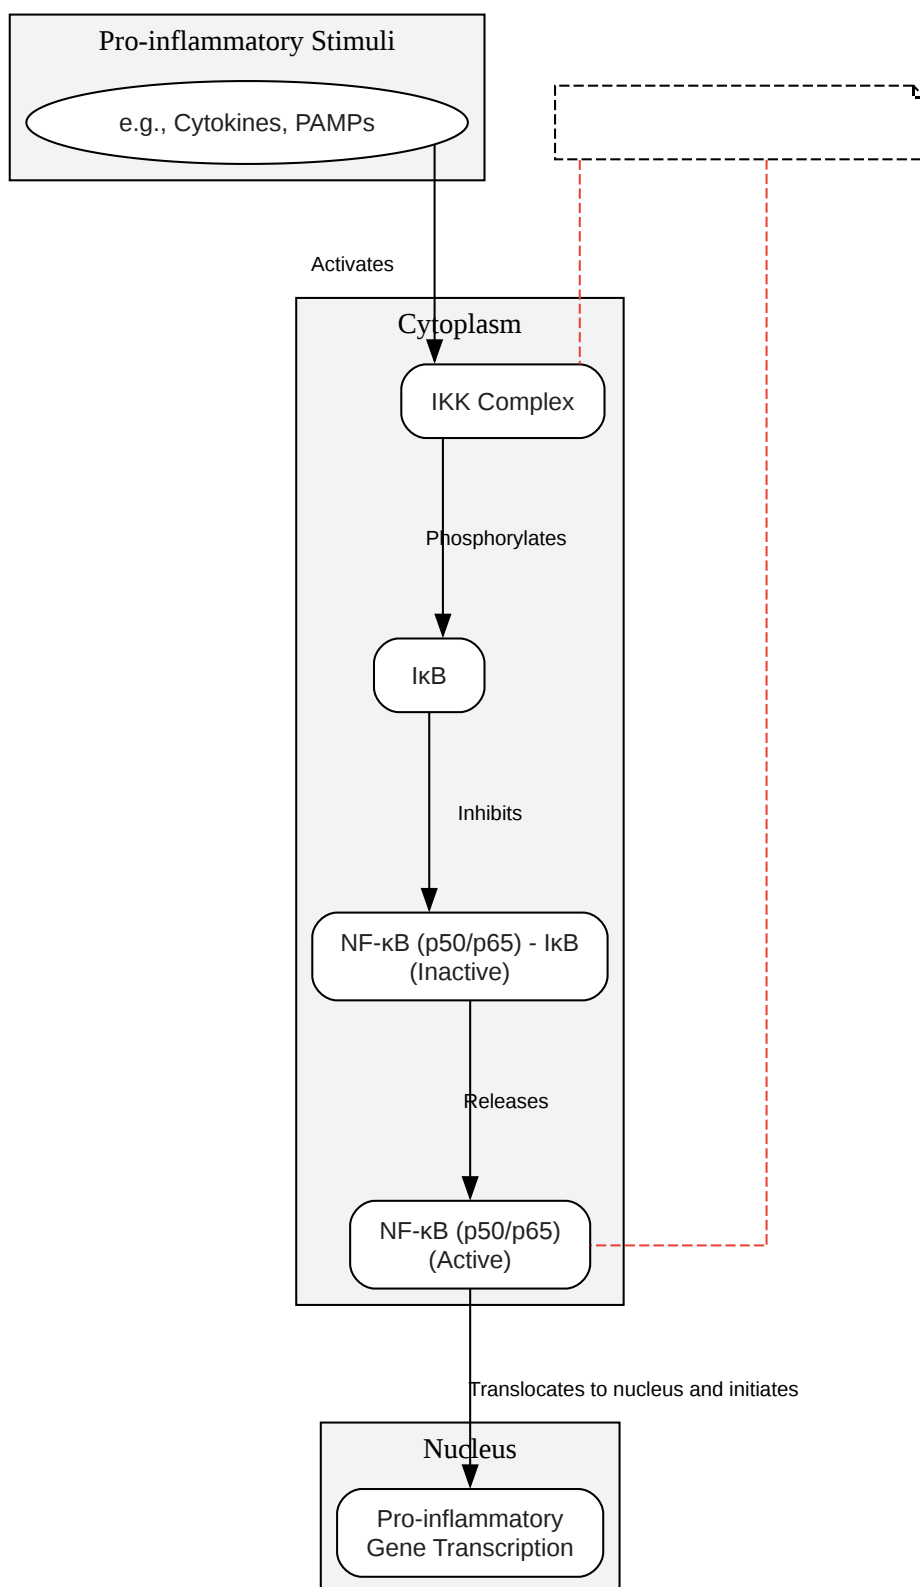 Pro-inflammatory Stimuli
e.g., Cytokines, PAMPs
Activates
Cytoplasm
IKK Complex
Phosphorylates
IκB
Inhibits
NF-κB (p50/p65) - IκB
(Inactive)
Releases
NF-κB (p50/p65)
(Active)
Translocates to nucleus and initiates
Nucleus
Pro-inflammatory
Gene Transcription